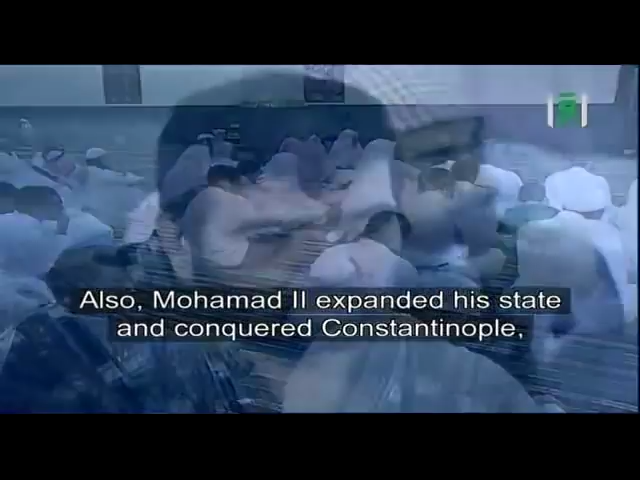 Also, Mohamad II expanded his state
and conquered Constantinople,